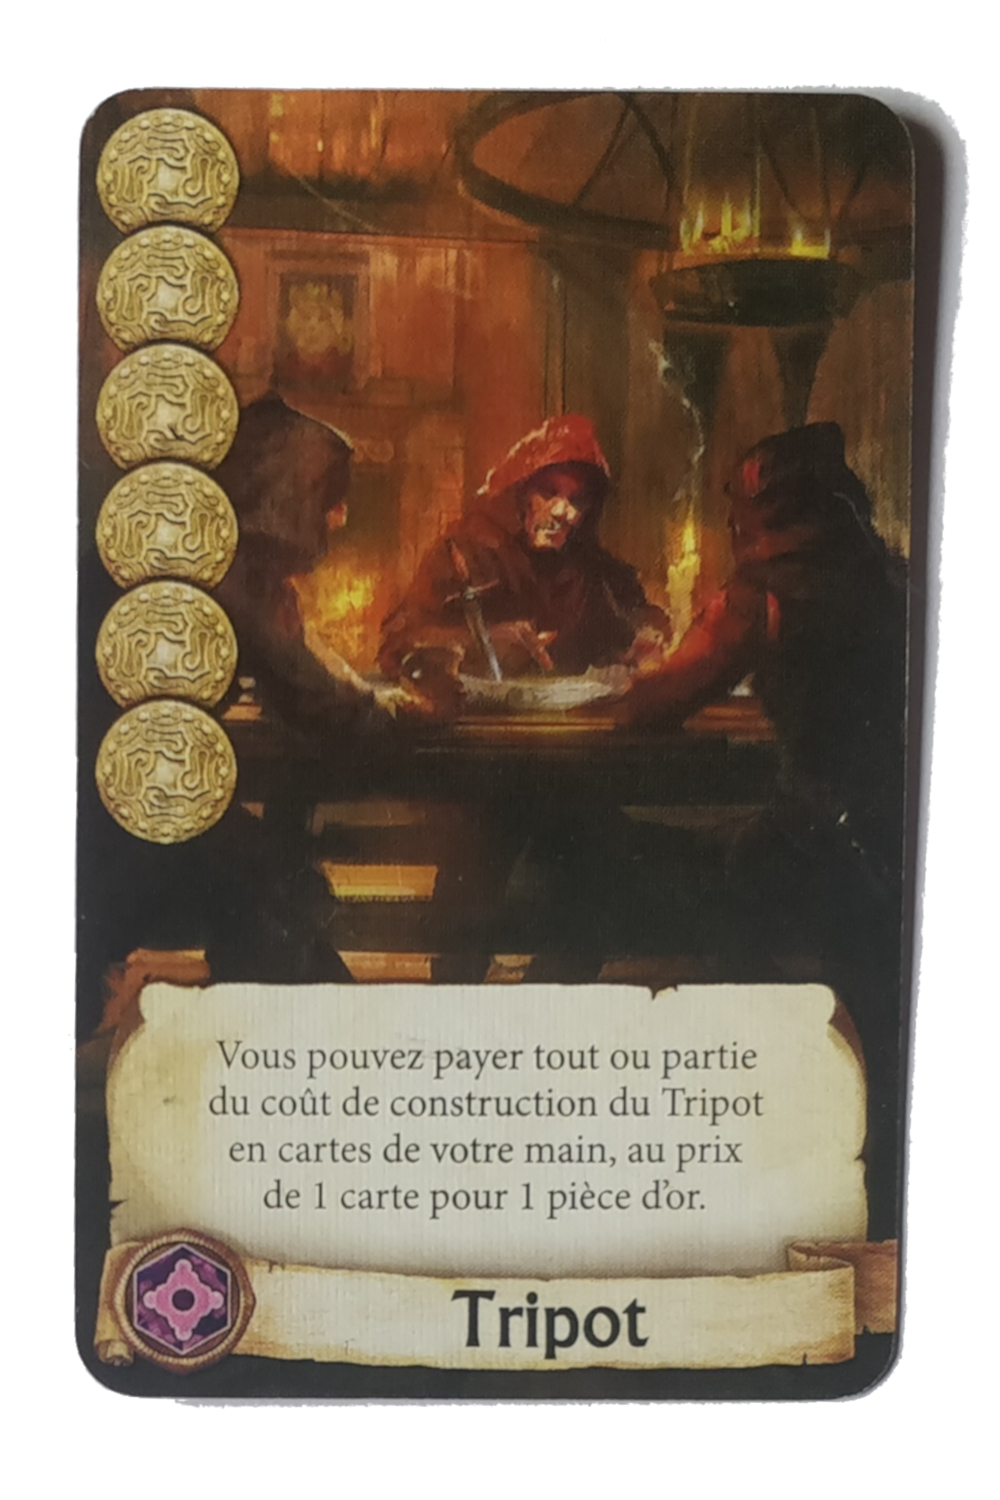 Vous pouvez payer tout ou partie
du coût de construction du Tripot
en cartes de votre main, au prix
de 1 carte pour 1 pièce d'or.
Tripot